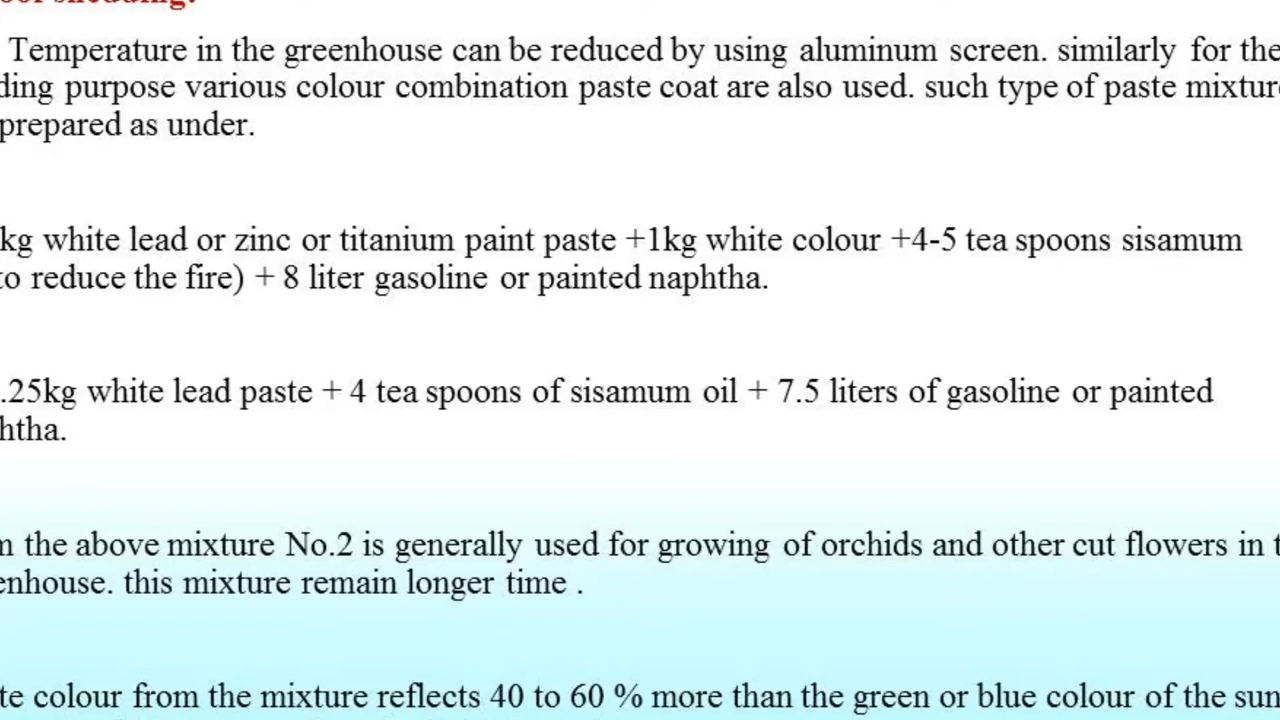 Temperature in the greenhouse can be reduced by using aluminum screen. similarly for the
ding purpose various colour combination paste coat are also used. such type of paste mixtur
prepared as under.
kg white lead or zinc or titanium paint paste +1kg white colour +4-5 tea spoons sisamum
to reduce the fire) + 8 liter gasoline or painted naphtha.
.25kg white lead paste + 4 tea spoons of sisamum oil + 7.5 liters of gasoline or painted
htha.
the above mixture No.2 is generally used for growing of orchids and other cut flowers in t
enhouse. this mixture remain longer time .
te colour from the mixture reflects 40 to 60 % more than the green or blue colour of the sun